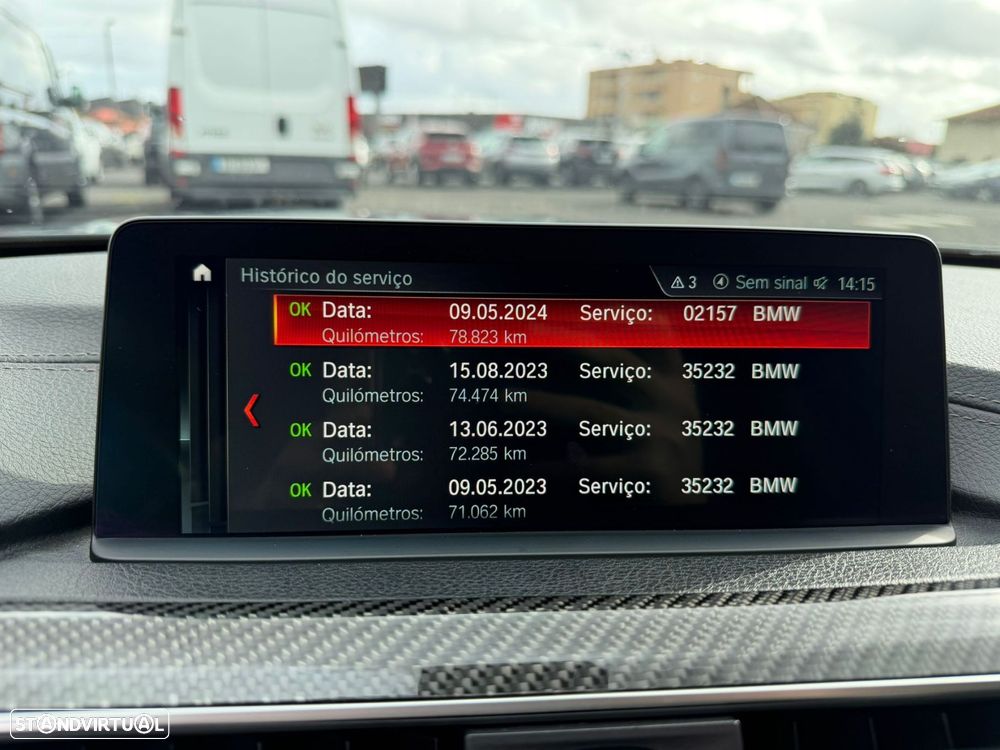 Histórico do serviço
3 Sem sinal 14:15
OK Data: 09.05.2024 Serviço: 02157 BMW
Quilómetros: 78.823 km
OK Data: 15.08.2023 Serviço: 35232 BMW
Quilómetros: 74.474 km
OK Data: 13.06.2023 Serviço: 35232 BMW
Quilómetros: 72.285 km
OK Data: 09.05.2023 Serviço: 35232 BMW
Quilómetros: 71.062 km
STANDVIRTUAL